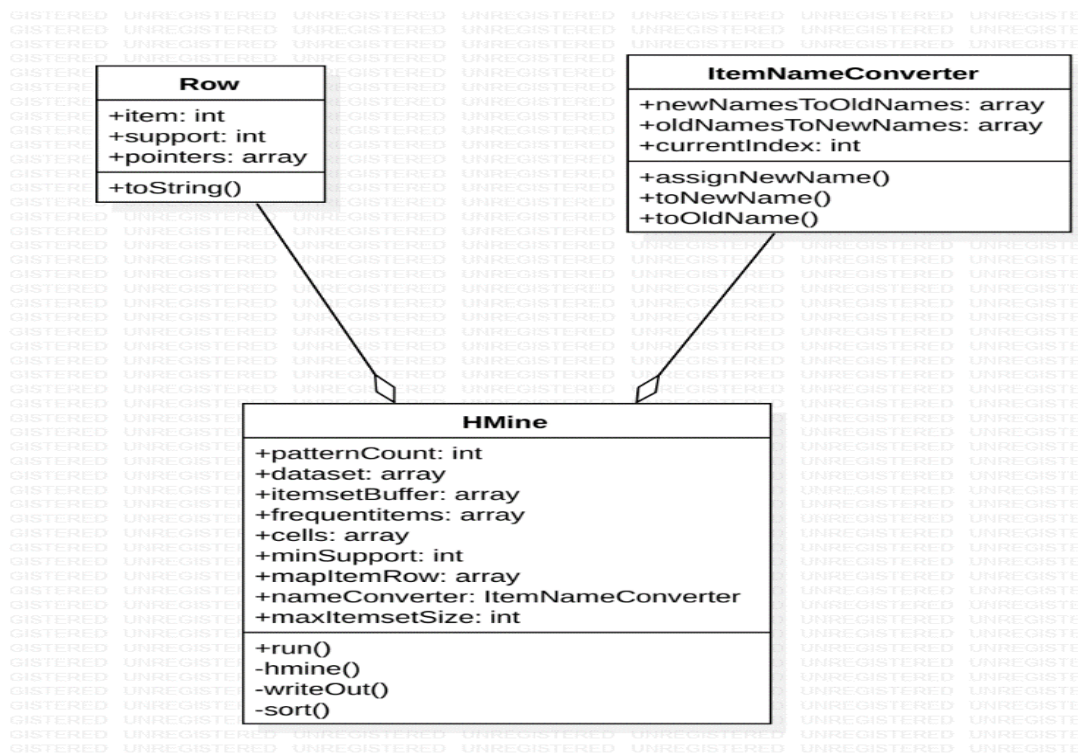 Row
+item: int
+support: int
+pointers: array
+toString()
ItemNameConverter
+newNamesToOldNames: array
+oldNamesToNewNames: array
+currentIndex: int
+assignNewName()
+toNewName()
+toOldName()
HMine
+patternCount: int
+dataset: array
+itemsetBuffer: array
+frequentitems: array
+cells: array
+minSupport: int
+mapItemRow: array
+nameConverter: ItemNameConverter
+maxItemsetSize: int
+run()
-hmine()
-writeOut()
-sort()
UNREGISTERED